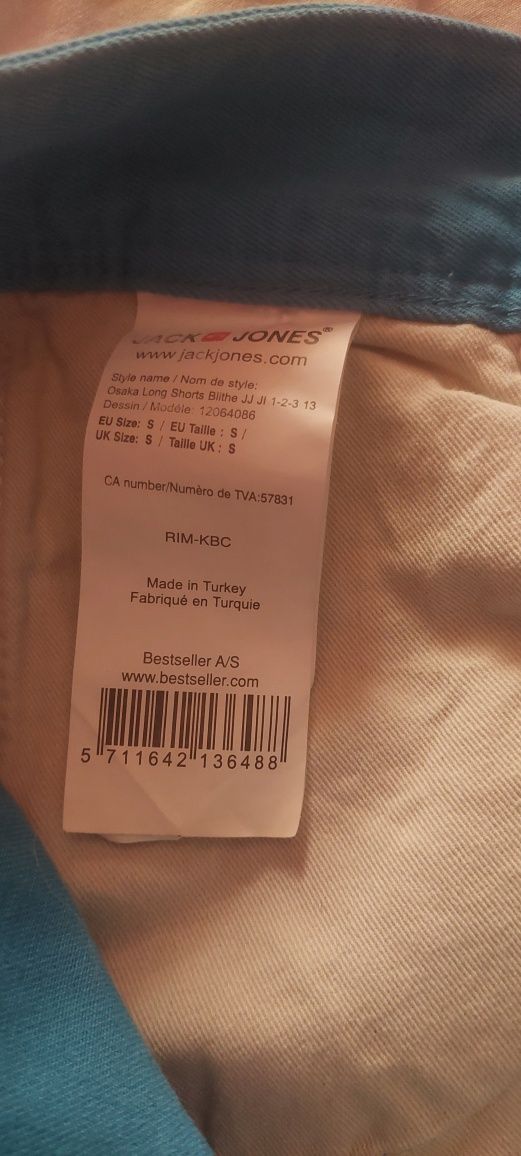 JACK JONES®
www.jackjones.com
Style name / Nom de style:
Osaka Long Shorts Blithe JJ JI 1-2-3 13
Dessin / Modéle: 12064086
EU Size: S / EU Taille : S /
UK Size: S / Taille UK : S
CA number/Numèro de TVA:57831
RIM-KBC
Made in Turkey
Fabriqué en Turquie
Bestseller A/S
www.bestseller.com
5 711642 136488